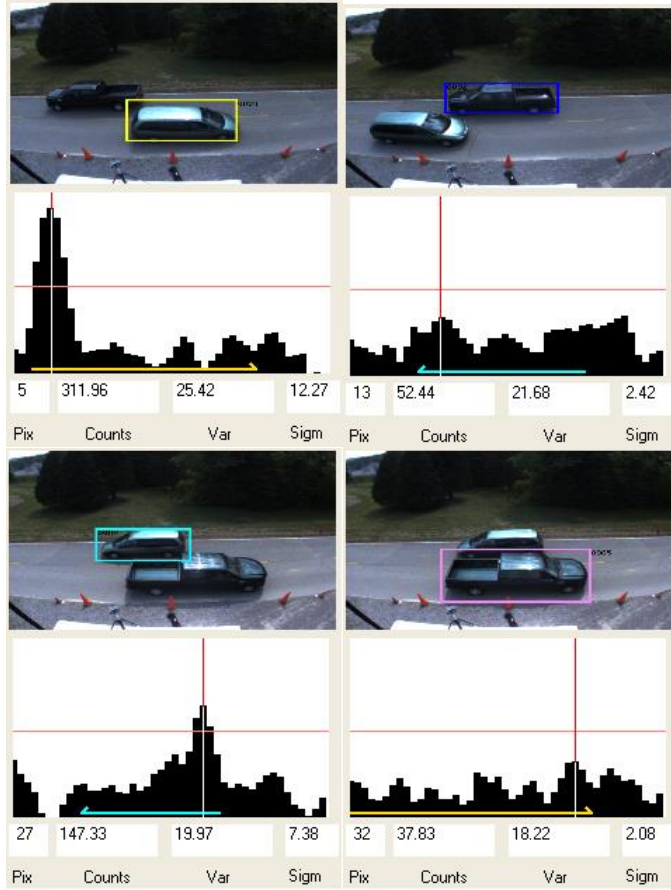 5 311.96 25.42 12.27
Pix Counts Var Sigm
13 52.44 21.68 2.42
Pix Counts Var Sigm
27 147.33 19.97 7.38
Pix Counts Var Sigm
32 37.83 18.22 2.08
Pix Counts Var Sigm